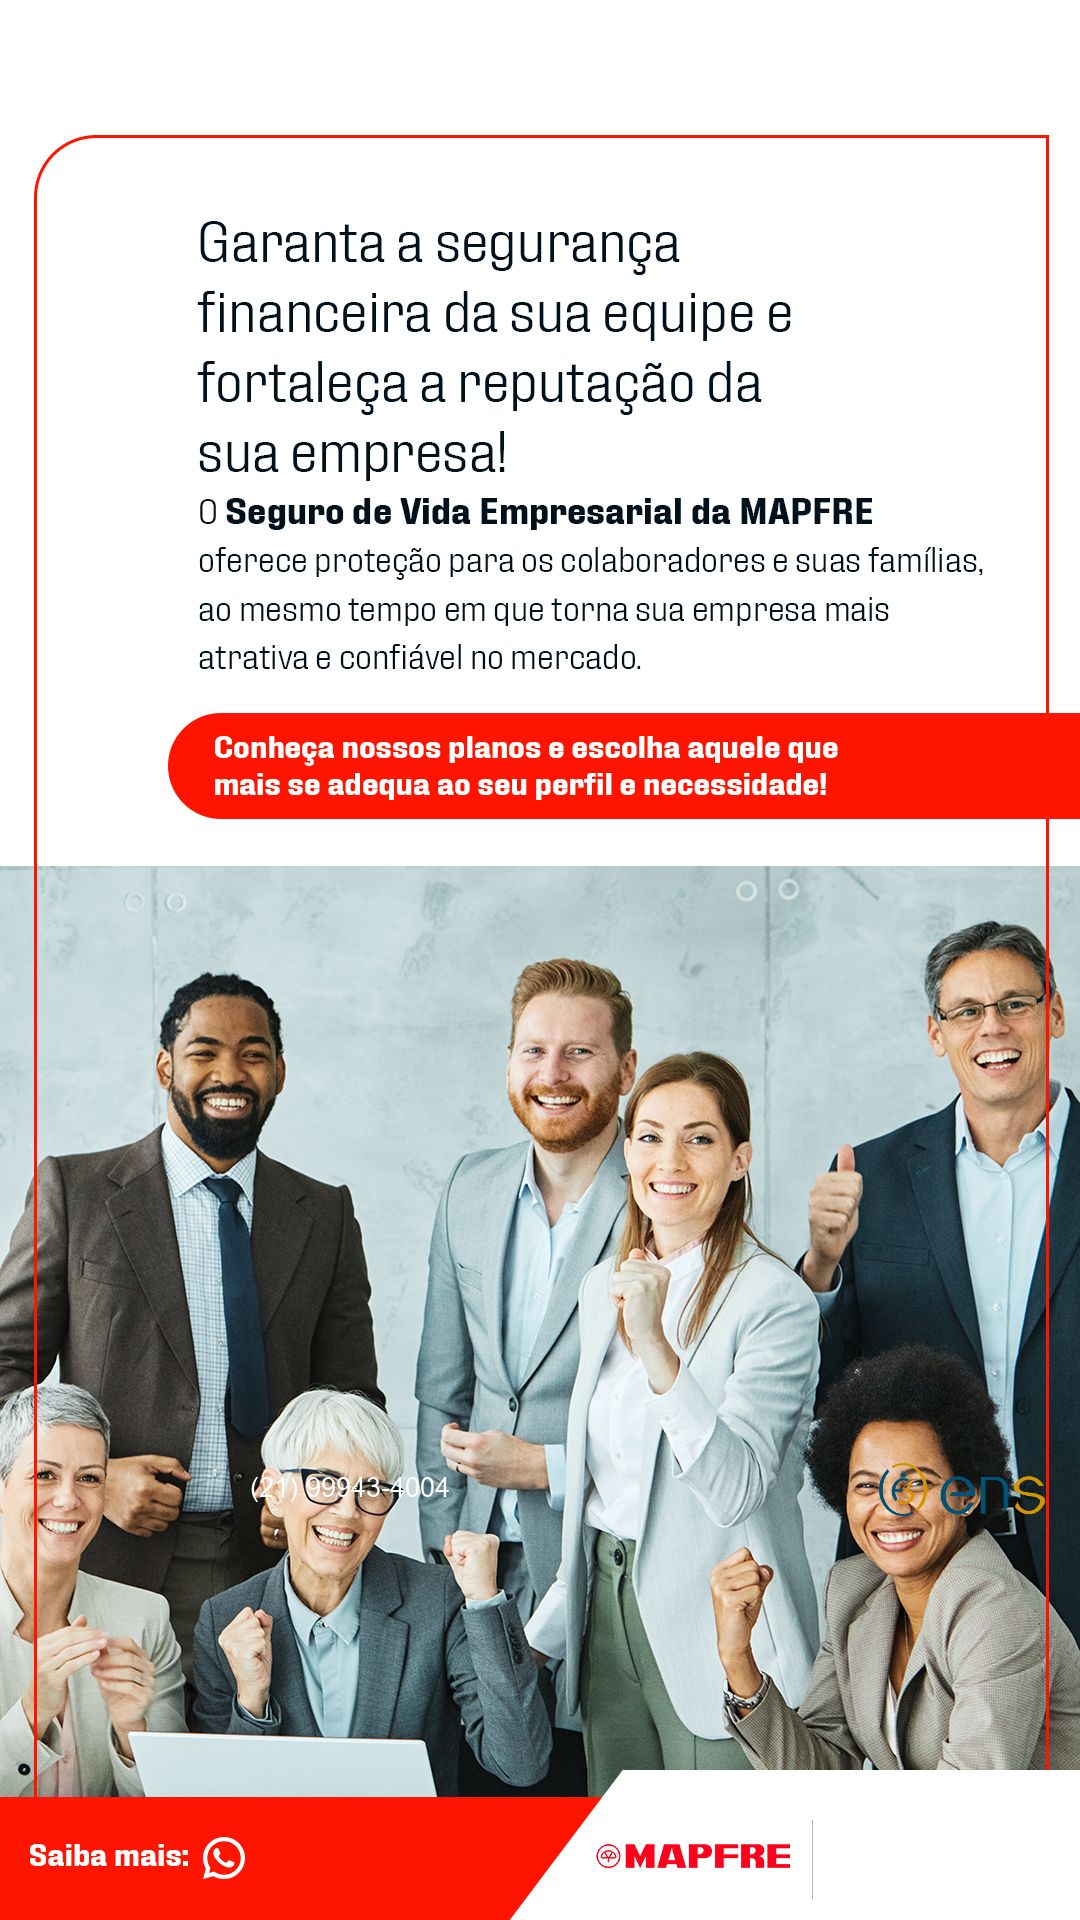 Garanta a segurança
financeira da sua equipe e
fortaleça a reputação da
sua empresa!
O Seguro de Vida Empresarial da MAPFRE
oferece proteção para os colaboradores e suas famílias,
ao mesmo tempo em que torna sua empresa mais
atrativa e confiável no mercado.
Conheça nossos planos e escolha aquele que
mais se adequa ao seu perfil e necessidade!
(21) 99943-4004
ens
Saiba mais:
MAPFRE